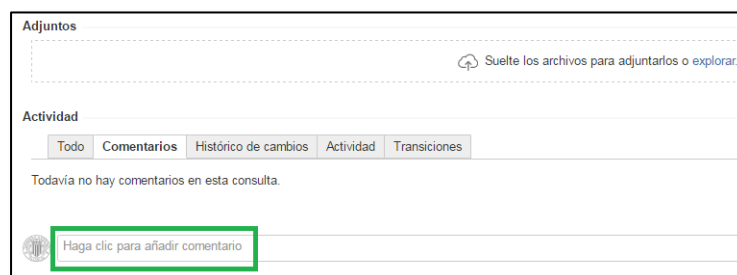 Adjuntos
Suelte los archivos para adjuntarlos o explorar.
Actividad
Todo Comentarios Histórico de cambios Actividad Transiciones
Todavía no hay comentarios en esta consulta.
Haga clic para añadir comentario